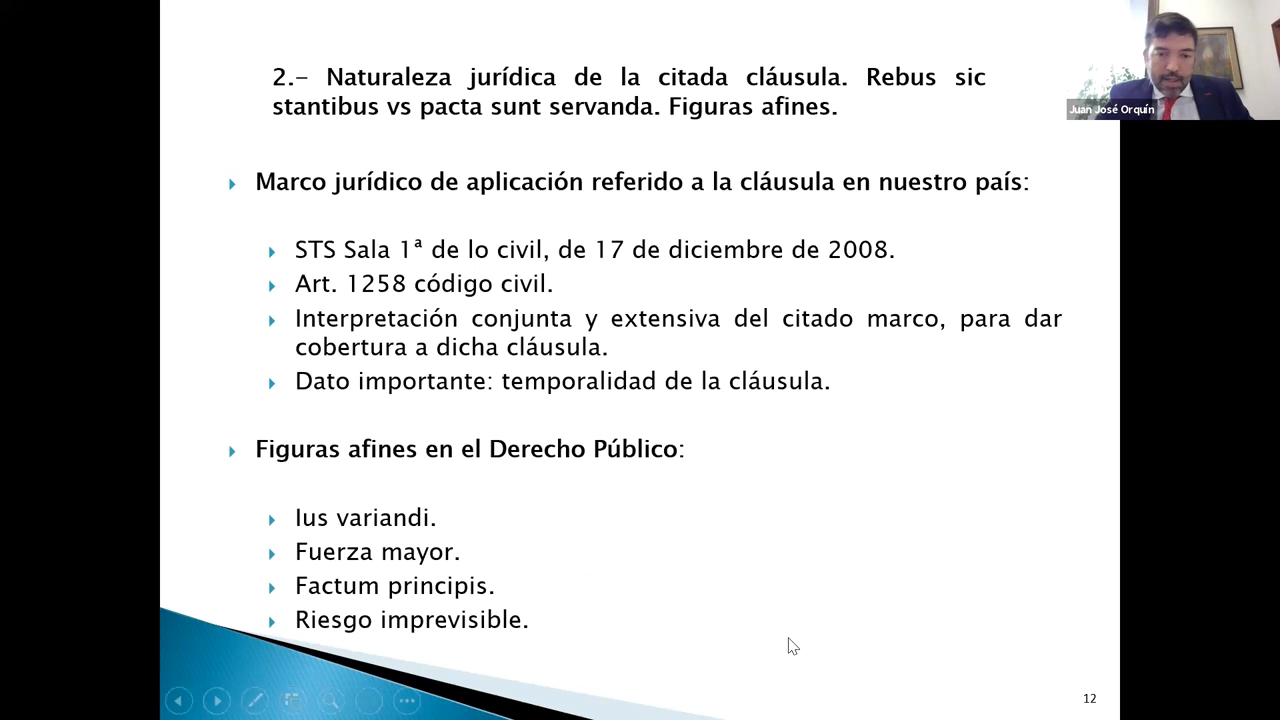 2.– Naturaleza jurídica de la citada cláusula. Rebus sic
stantibus vs pacta sunt servanda. Figuras afines.
Juan José Orquín
Marco jurídico de aplicación referido a la cláusula en nuestro país:
STS Sala 1ª de lo civil, de 17 de diciembre de 2008.
Art. 1258 código civil.
Interpretación conjunta y extensiva del citado marco, para dar
cobertura a dicha cláusula.
Dato importante: temporalidad de la cláusula.
Figuras afines en el Derecho Público:
Ius variandi.
Fuerza mayor.
Factum principis.
Riesgo imprevisible.
12